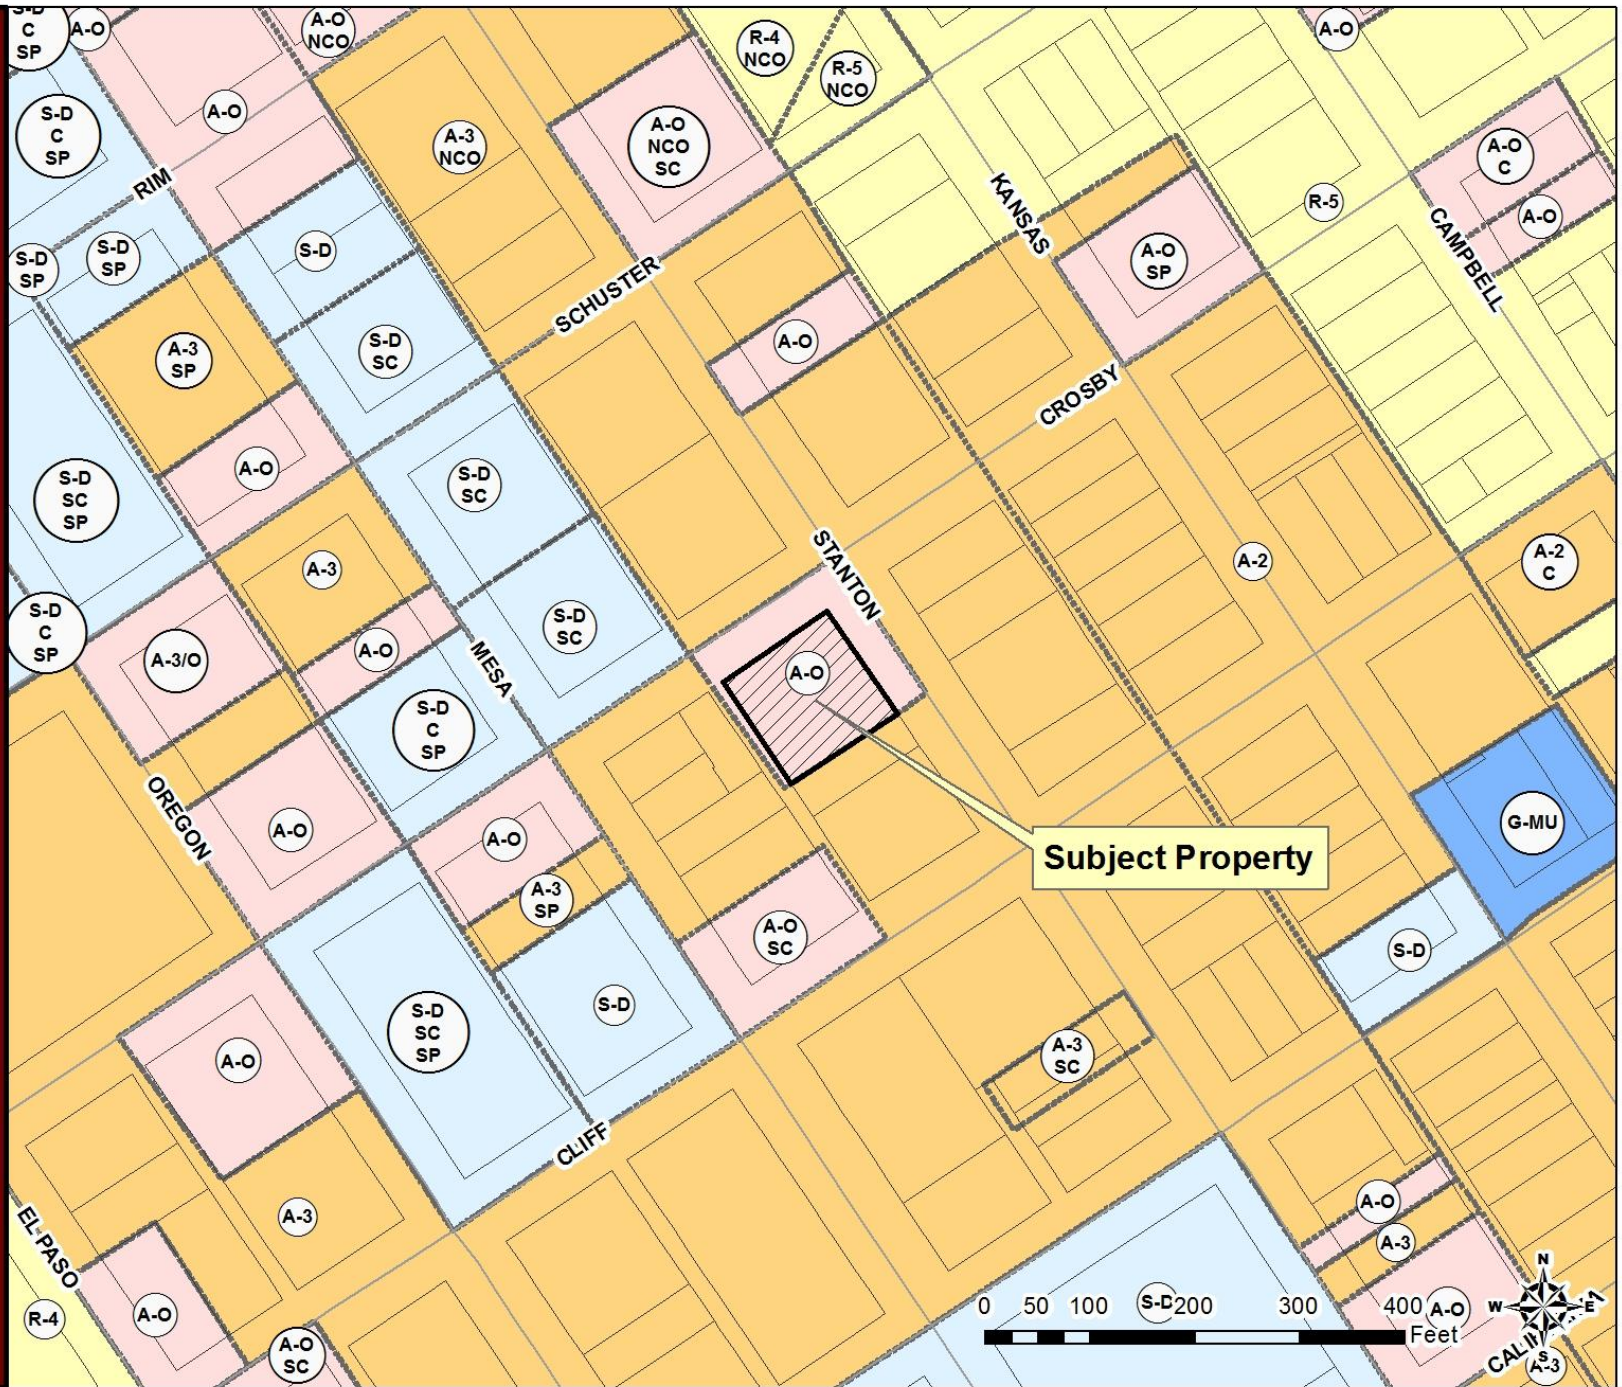 S-D
C
SP
A-O
A-O
NCO
R-4
NCO
R-5
NCO
A-O
S-D
C
SP
A-O
A-3
NCO
A-O
NCO
SC
A-O
C
RIM
KANSAS
R-5
A-O
CAMPBELL
S-D
SP
S-D
SP
S-D
A-O
SP
SCHUSTER
A-3
SP
S-D
SC
A-O
CROSBY
A-O
S-D
SC
SP
S-D
SC
STANTON
A-2
A-2
C
A-3
S-D
C
SP
A-3/O
A-O
MESA
S-D
SC
A-O
S-D
C
SP
OREGON
A-O
A-O
Subject Property
G-MU
A-3
SP
A-O
SC
S-D
S-D
SC
SP
S-D
A-O
A-3
SC
CLIFF
A-3
EL PASO
A-O
A-3
R-4
A-O
A-O
SC
0 50 100 200 300 400
Feet
S-D
A-O
N
W E
S
A-3